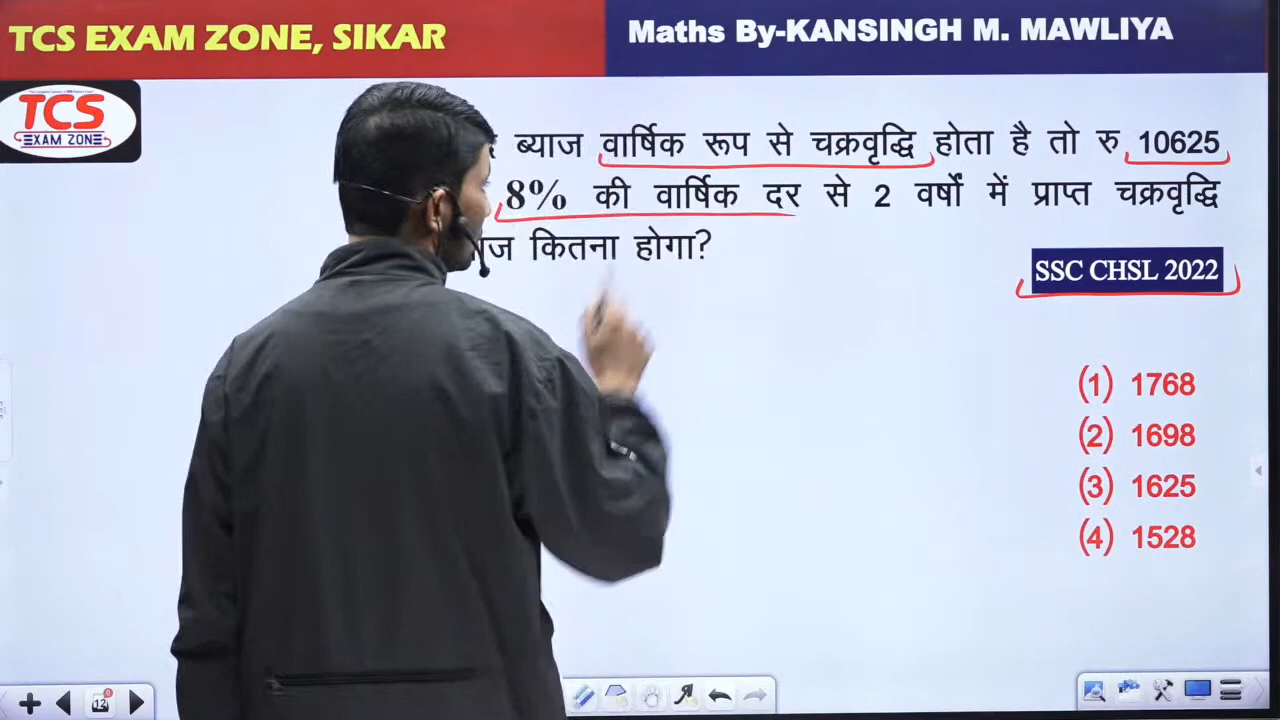 TCS EXAM ZONE, SIKAR
Maths By-KANSINGH M. MAWLIYA
TCS
EXAM ZONE
ब्याज वार्षिक रूप से चक्रवृद्धि होता है तो रु 10625
8% की वार्षिक दर से 2 वर्षों में प्राप्त चक्रवृद्धि
कितना होगा?
SSC CHSL 2022
(1) 1768
(2) 1698
(3) 1625
(4) 1528
12